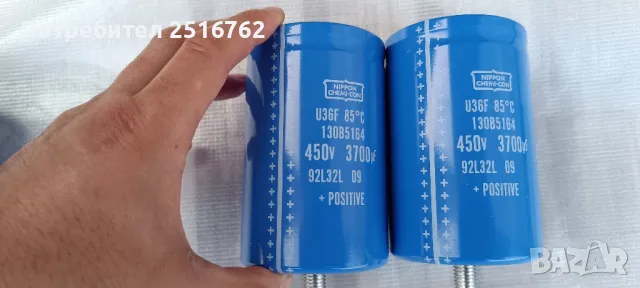 Потребител 2516762
NIPPON
CHEMI-CON
U36F 85°C
130B5164
450V 3700µF
92L32L 09
+ POSITIVE
NIPPON
CHEMI-CON
U36F 85°C
130B5164
450V 3700µF
92L32L 09
+ POSITIVE
bazar